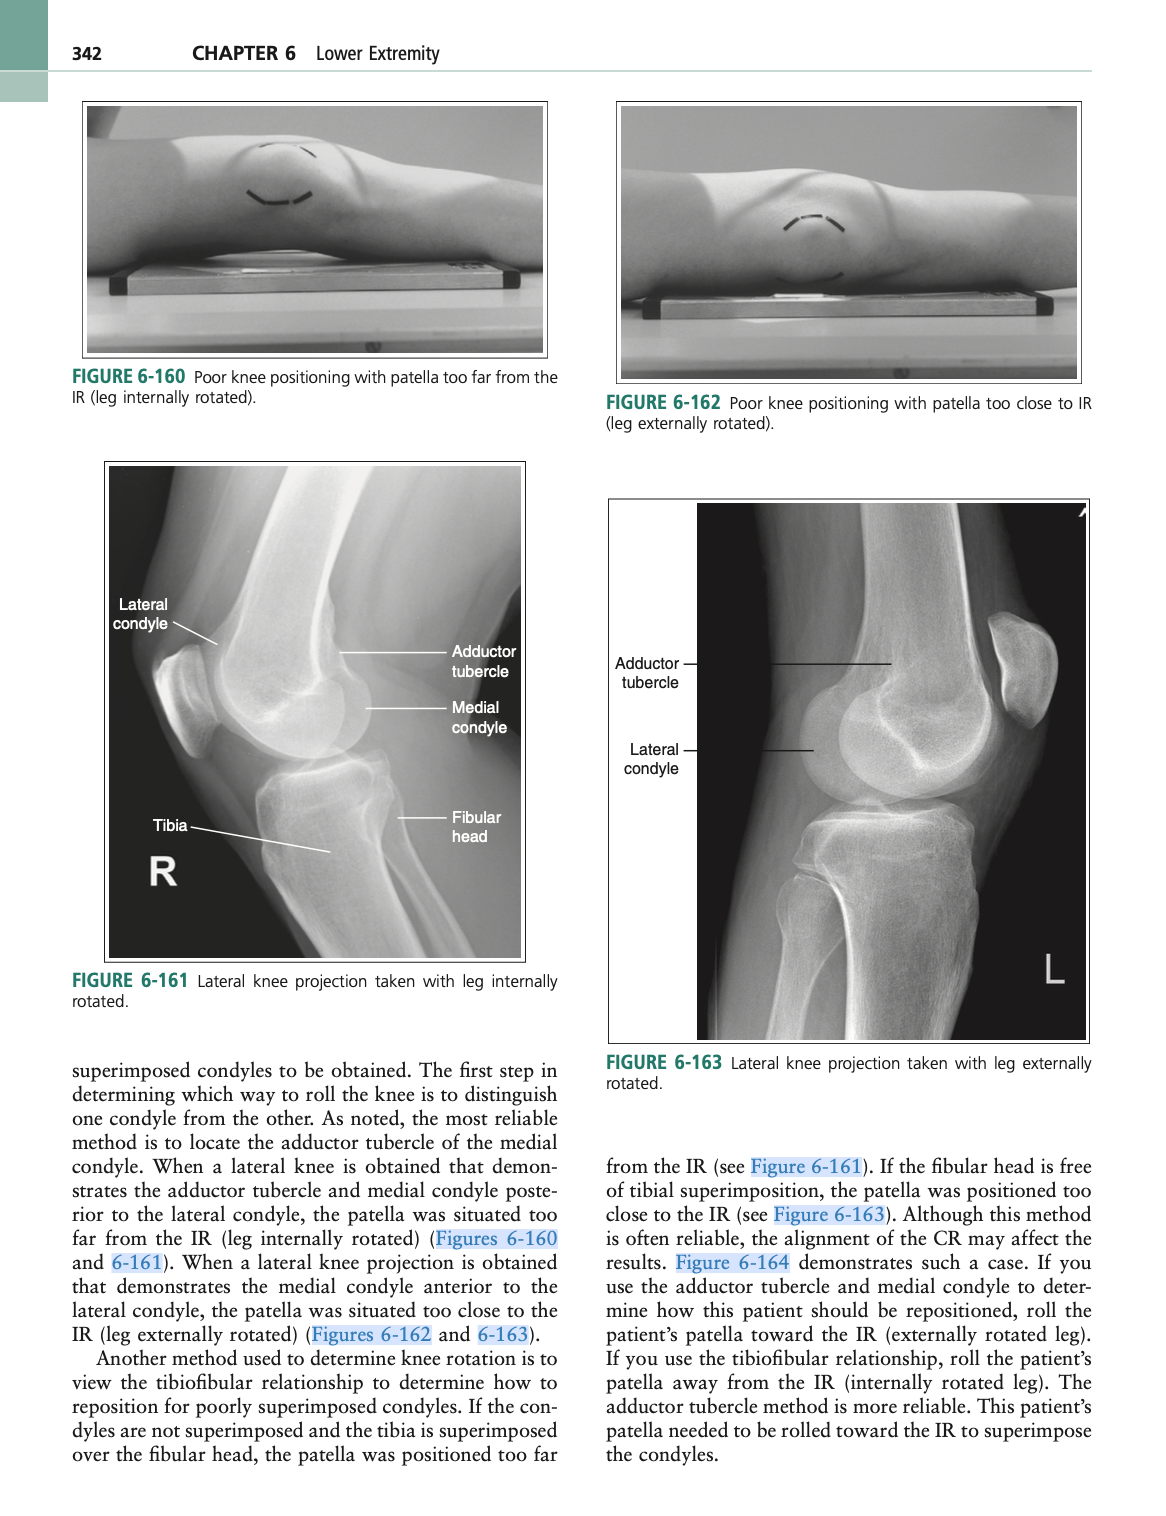 342 CHAPTER 6 Lower Extremity
FIGURE 6-160 Poor knee positioning with patella too far from the
IR (leg internally rotated).
Lateral
condyle
Adductor
tubercle
Medial
condyle
Tibia
Fibular
head
R
FIGURE 6-161 Lateral knee projection taken with leg internally
rotated.
superimposed condyles to be obtained. The first step in
determining which way to roll the knee is to distinguish
one condyle from the other. As noted, the most reliable
method is to locate the adductor tubercle of the medial
condyle. When a lateral knee is obtained that demon-
strates the adductor tubercle and medial condyle poste-
rior to the lateral condyle, the patella was situated too
far from the IR (leg internally rotated) (Figures 6-160
and 6-161). When a lateral knee projection is obtained
that demonstrates the medial condyle anterior to the
lateral condyle, the patella was situated too close to the
IR (leg externally rotated) (Figures 6-162 and 6-163).
Another method used to determine knee rotation is to
view the tibiofibular relationship to determine how to
reposition for poorly superimposed condyles. If the con-
dyles are not superimposed and the tibia is superimposed
over the fibular head, the patella was positioned too far
FIGURE 6-162 Poor knee positioning with patella too close to IR
(leg externally rotated).
Adductor
tubercle
Lateral
condyle
L
FIGURE 6-163 Lateral knee projection taken with leg externally
rotated.
from the IR (see Figure 6-161). If the fibular head is free
of tibial superimposition, the patella was positioned too
close to the IR (see Figure 6-163). Although this method
is often reliable, the alignment of the CR may affect the
results. Figure 6-164 demonstrates such a case. If you
use the adductor tubercle and medial condyle to deter-
mine how this patient should be repositioned, roll the
patient's patella toward the IR (externally rotated leg).
If you use the tibiofibular relationship, roll the patient's
patella away from the IR (internally rotated leg). The
adductor tubercle method is more reliable. This patient's
patella needed to be rolled toward the IR to superimpose
the condyles.